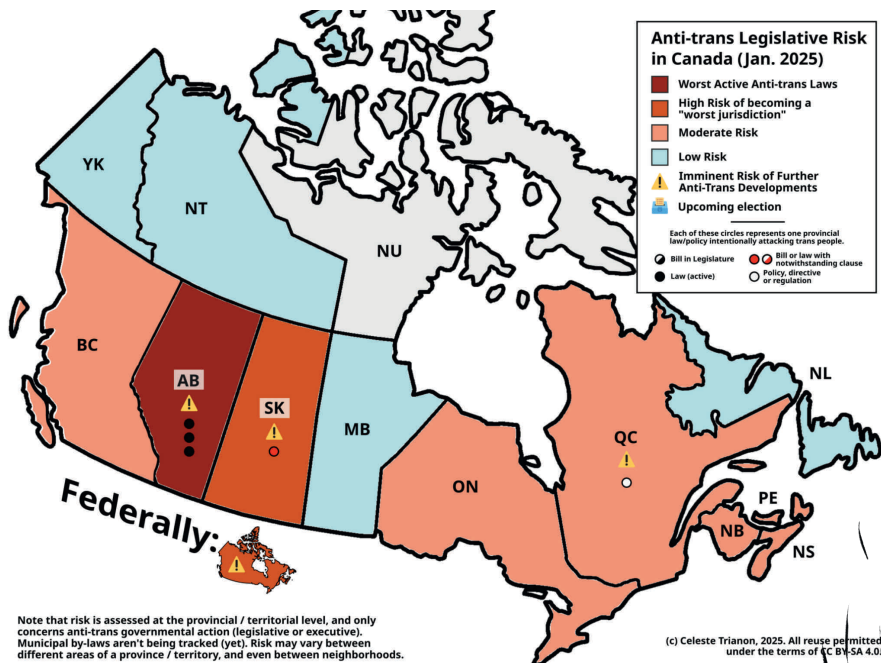 Anti-trans Legislative Risk
in Canada (Jan. 2025)
Worst Active Anti-trans Laws
High Risk of becoming a
"worst jurisdiction"
Moderate Risk
Low Risk
Imminent Risk of Further
Anti-Trans Developments
Upcoming election
Each of these circles represents one provincial
law/policy intentionally attacking trans people.
Bill in Legislature
Bill or law with
notwithstanding clause
Law (active)
Policy, directive
or regulation
YK
NT
NU
BC
AB
SK
MB
ON
QC
NL
PE
NB
NS
Federally:
Note that risk is assessed at the provincial / territorial level, and only
concerns anti-trans governmental action (legislative or executive).
Municipal by-laws aren't being tracked (yet). Risk may vary between
different areas of a province / territory, and even between neighborhoods.
(c) Celeste Trianon, 2025. All reuse permitted
under the terms of CC BY-SA 4.0.